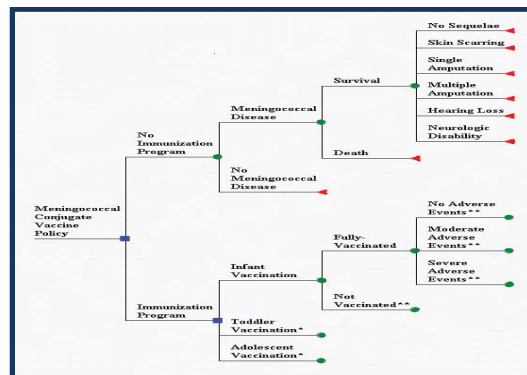 No Sequelae
Skin Scarring
Single
Amputation
Survival
Multiple
Amputation
Meningococcal
Disease
Hearing Loss
No
Immunization
Program
Neurologic
Disability
Death
No
Meningococcal
Disease
Meningococcal
Conjugate
Vaccine
Policy
No Adverse
Events**
Fully-
Vaccinated
Moderate
Adverse
Events**
Infant
Vaccination
Severe
Adverse
Events**
Not
Vaccinated**
Immunization
Program
Toddler
Vaccination*
Adolescent
Vaccination*